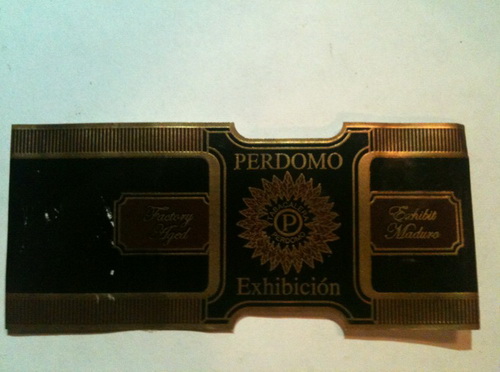 PERDOMO
Factory
Aged
P
Exhibit
Maduro
Exhibición